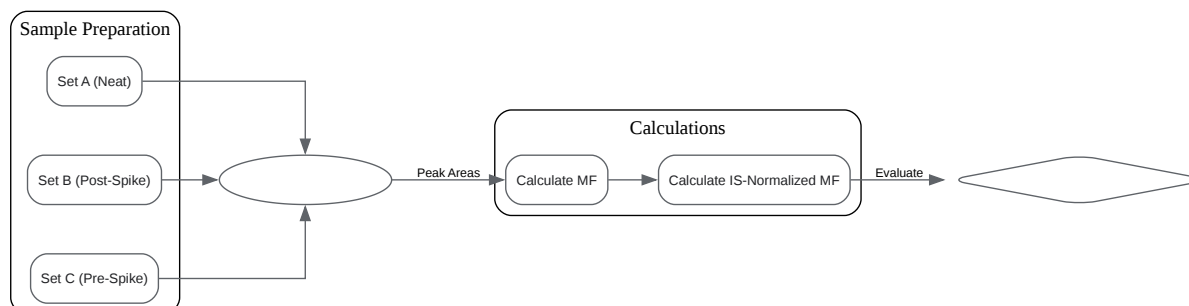 Sample Preparation
Set A (Neat)
Set B (Post-Spike)
Set C (Pre-Spike)
Peak Areas
Calculations
Calculate MF
Calculate IS-Normalized MF
Evaluate